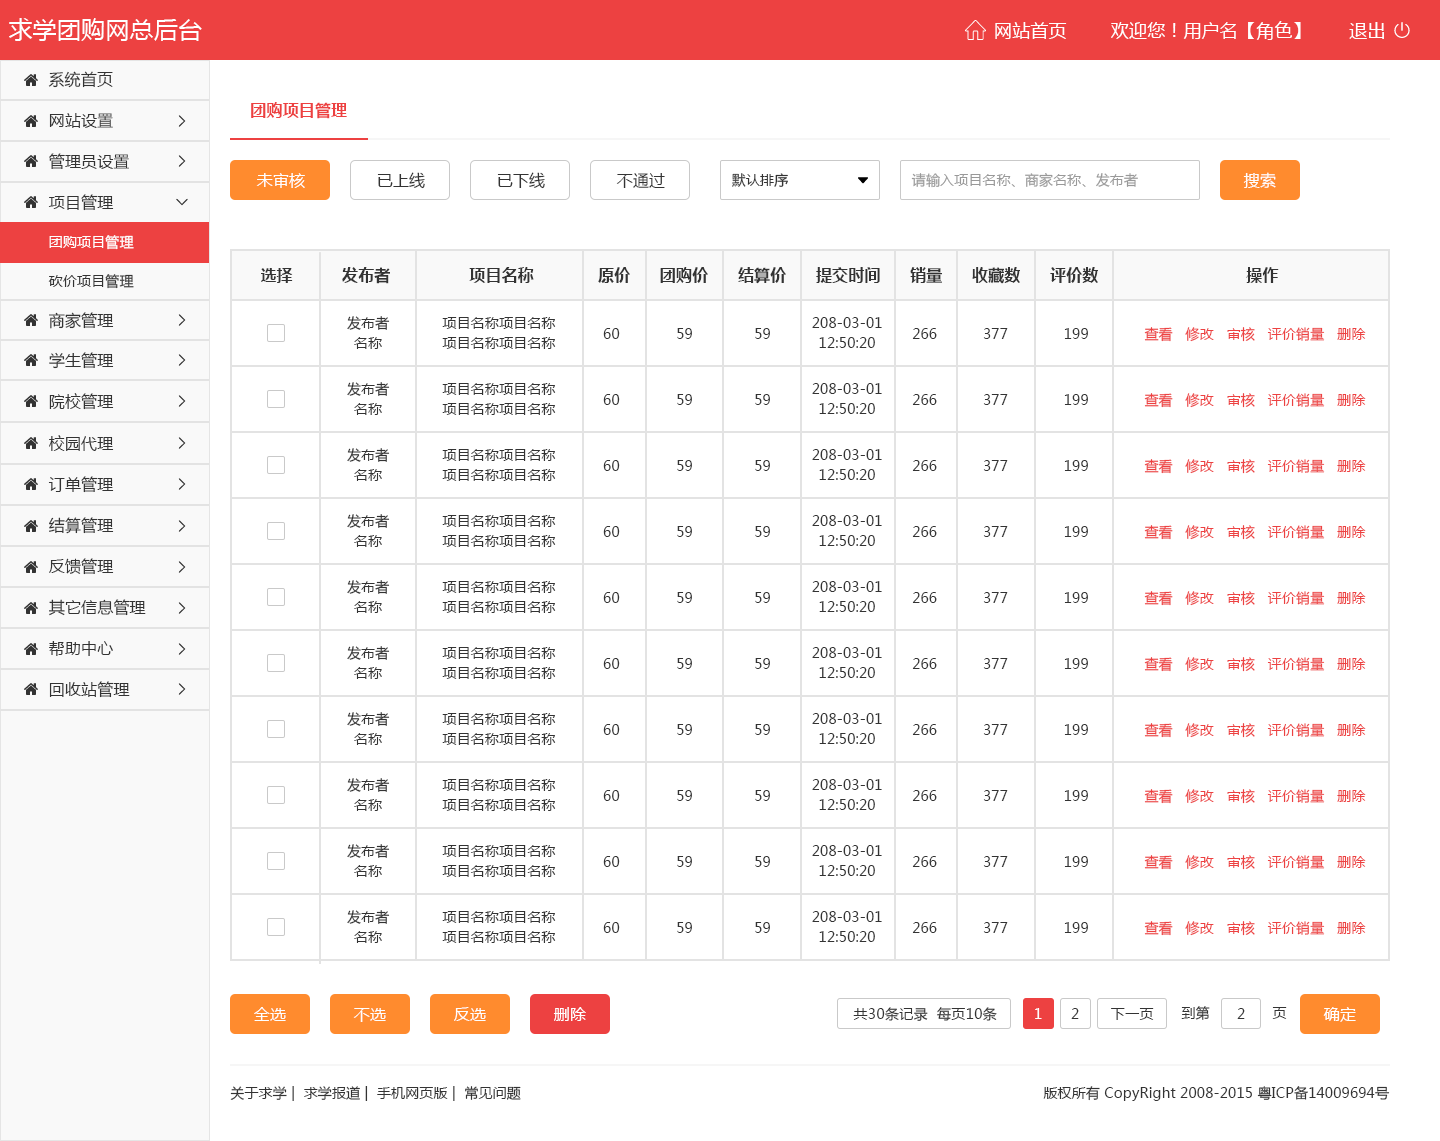 求学团购网总后台 网站首页 欢迎您！用户名【角色】 退出
系统首页
网站设置
管理员设置
项目管理
团购项目管理
砍价项目管理
商家管理
学生管理
院校管理
校园代理
订单管理
结算管理
反馈管理
其它信息管理
帮助中心
回收站管理
团购项目管理
未审核 已上线 已下线 不通过 默认排序 请输入项目名称、商家名称、发布者 搜索
选择 发布者 项目名称 原价 团购价 结算价 提交时间 销量 收藏数 评价数 操作
发布者 项目名称项目名称 60 59 59 208-03-01 266 377 199 查看 修改 审核 评价销量 删除
名称 项目名称项目名称 12:50:20
发布者 项目名称项目名称 60 59 59 208-03-01 266 377 199 查看 修改 审核 评价销量 删除
名称 项目名称项目名称 12:50:20
发布者 项目名称项目名称 60 59 59 208-03-01 266 377 199 查看 修改 审核 评价销量 删除
名称 项目名称项目名称 12:50:20
发布者 项目名称项目名称 60 59 59 208-03-01 266 377 199 查看 修改 审核 评价销量 删除
名称 项目名称项目名称 12:50:20
发布者 项目名称项目名称 60 59 59 208-03-01 266 377 199 查看 修改 审核 评价销量 删除
名称 项目名称项目名称 12:50:20
发布者 项目名称项目名称 60 59 59 208-03-01 266 377 199 查看 修改 审核 评价销量 删除
名称 项目名称项目名称 12:50:20
发布者 项目名称项目名称 60 59 59 208-03-01 266 377 199 查看 修改 审核 评价销量 删除
名称 项目名称项目名称 12:50:20
发布者 项目名称项目名称 60 59 59 208-03-01 266 377 199 查看 修改 审核 评价销量 删除
名称 项目名称项目名称 12:50:20
发布者 项目名称项目名称 60 59 59 208-03-01 266 377 199 查看 修改 审核 评价销量 删除
名称 项目名称项目名称 12:50:20
发布者 项目名称项目名称 60 59 59 208-03-01 266 377 199 查看 修改 审核 评价销量 删除
名称 项目名称项目名称 12:50:20
全选 不选 反选 删除 共30条记录 每页10条 1 2 下一页 到第 2 页 确定
关于求学 | 求学报道 | 手机网页版 | 常见问题 版权所有 CopyRight 2008-2015 粤ICP备14009694号